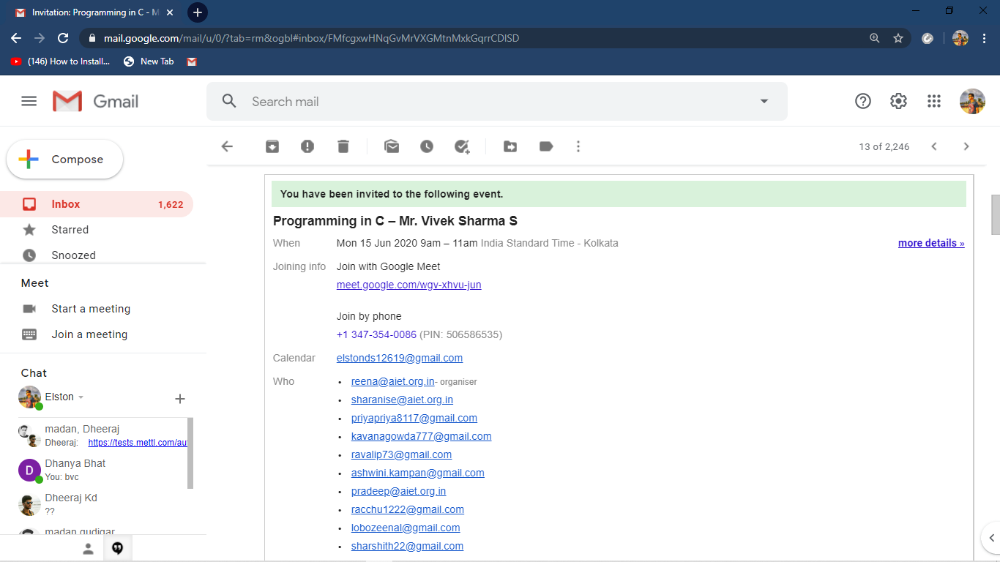 Invitation: Programming in C - M
mail.google.com/mail/u/0/?tab=rm&ogbl#inbox/FMfcgxwHNqGvMrVXGMtnMxkGqrrCDlSD
(146) How to Install... New Tab
Gmail Search mail
13 of 2,246
Compose
Inbox 1,622
Starred
Snoozed
Meet
Start a meeting
Join a meeting
Chat
Elston
madan, Dheeraj
Dheeraj: https://tests.mettl.com/au
D Dhanya Bhat
You: bvc
Dheeraj Kd
??
madan gudigar
You have been invited to the following event.
Programming in C – Mr. Vivek Sharma S
When Mon 15 Jun 2020 9am – 11am India Standard Time - Kolkata more details »
Joining info Join with Google Meet
meet.google.com/wgv-xhvu-jun
Join by phone
+1 347-354-0086 (PIN: 506586535)
Calendar elstonds12619@gmail.com
Who • reena@aiet.org.in- organiser
• sharanise@aiet.org.in
• priyapriya8117@gmail.com
• kavanagowda777@gmail.com
• ravalip73@gmail.com
• ashwini.kampan@gmail.com
• pradeep@aiet.org.in
• racchu1222@gmail.com
• lobozeenal@gmail.com
• sharshith22@gmail.com